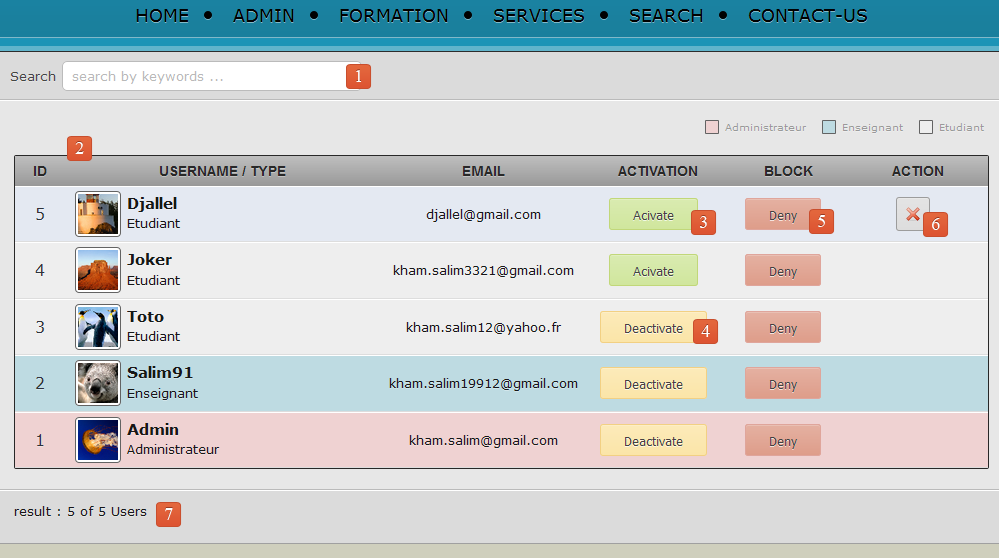 HOME • ADMIN • FORMATION • SERVICES • SEARCH • CONTACT-US
Search search by keywords ... 1
Administrateur Enseignant Etudiant
2
ID USERNAME / TYPE EMAIL ACTIVATION BLOCK ACTION
5 Djallel Etudiant djallel@gmail.com Acivate 3 Deny 5 6
4 Joker Etudiant kham.salim3321@gmail.com Acivate Deny
3 Toto Etudiant kham.salim12@yahoo.fr Deactivate 4 Deny
2 Salim91 Enseignant kham.salim19912@gmail.com Deactivate Deny
1 Admin Administrateur kham.salim@gmail.com Deactivate Deny
result : 5 of 5 Users 7